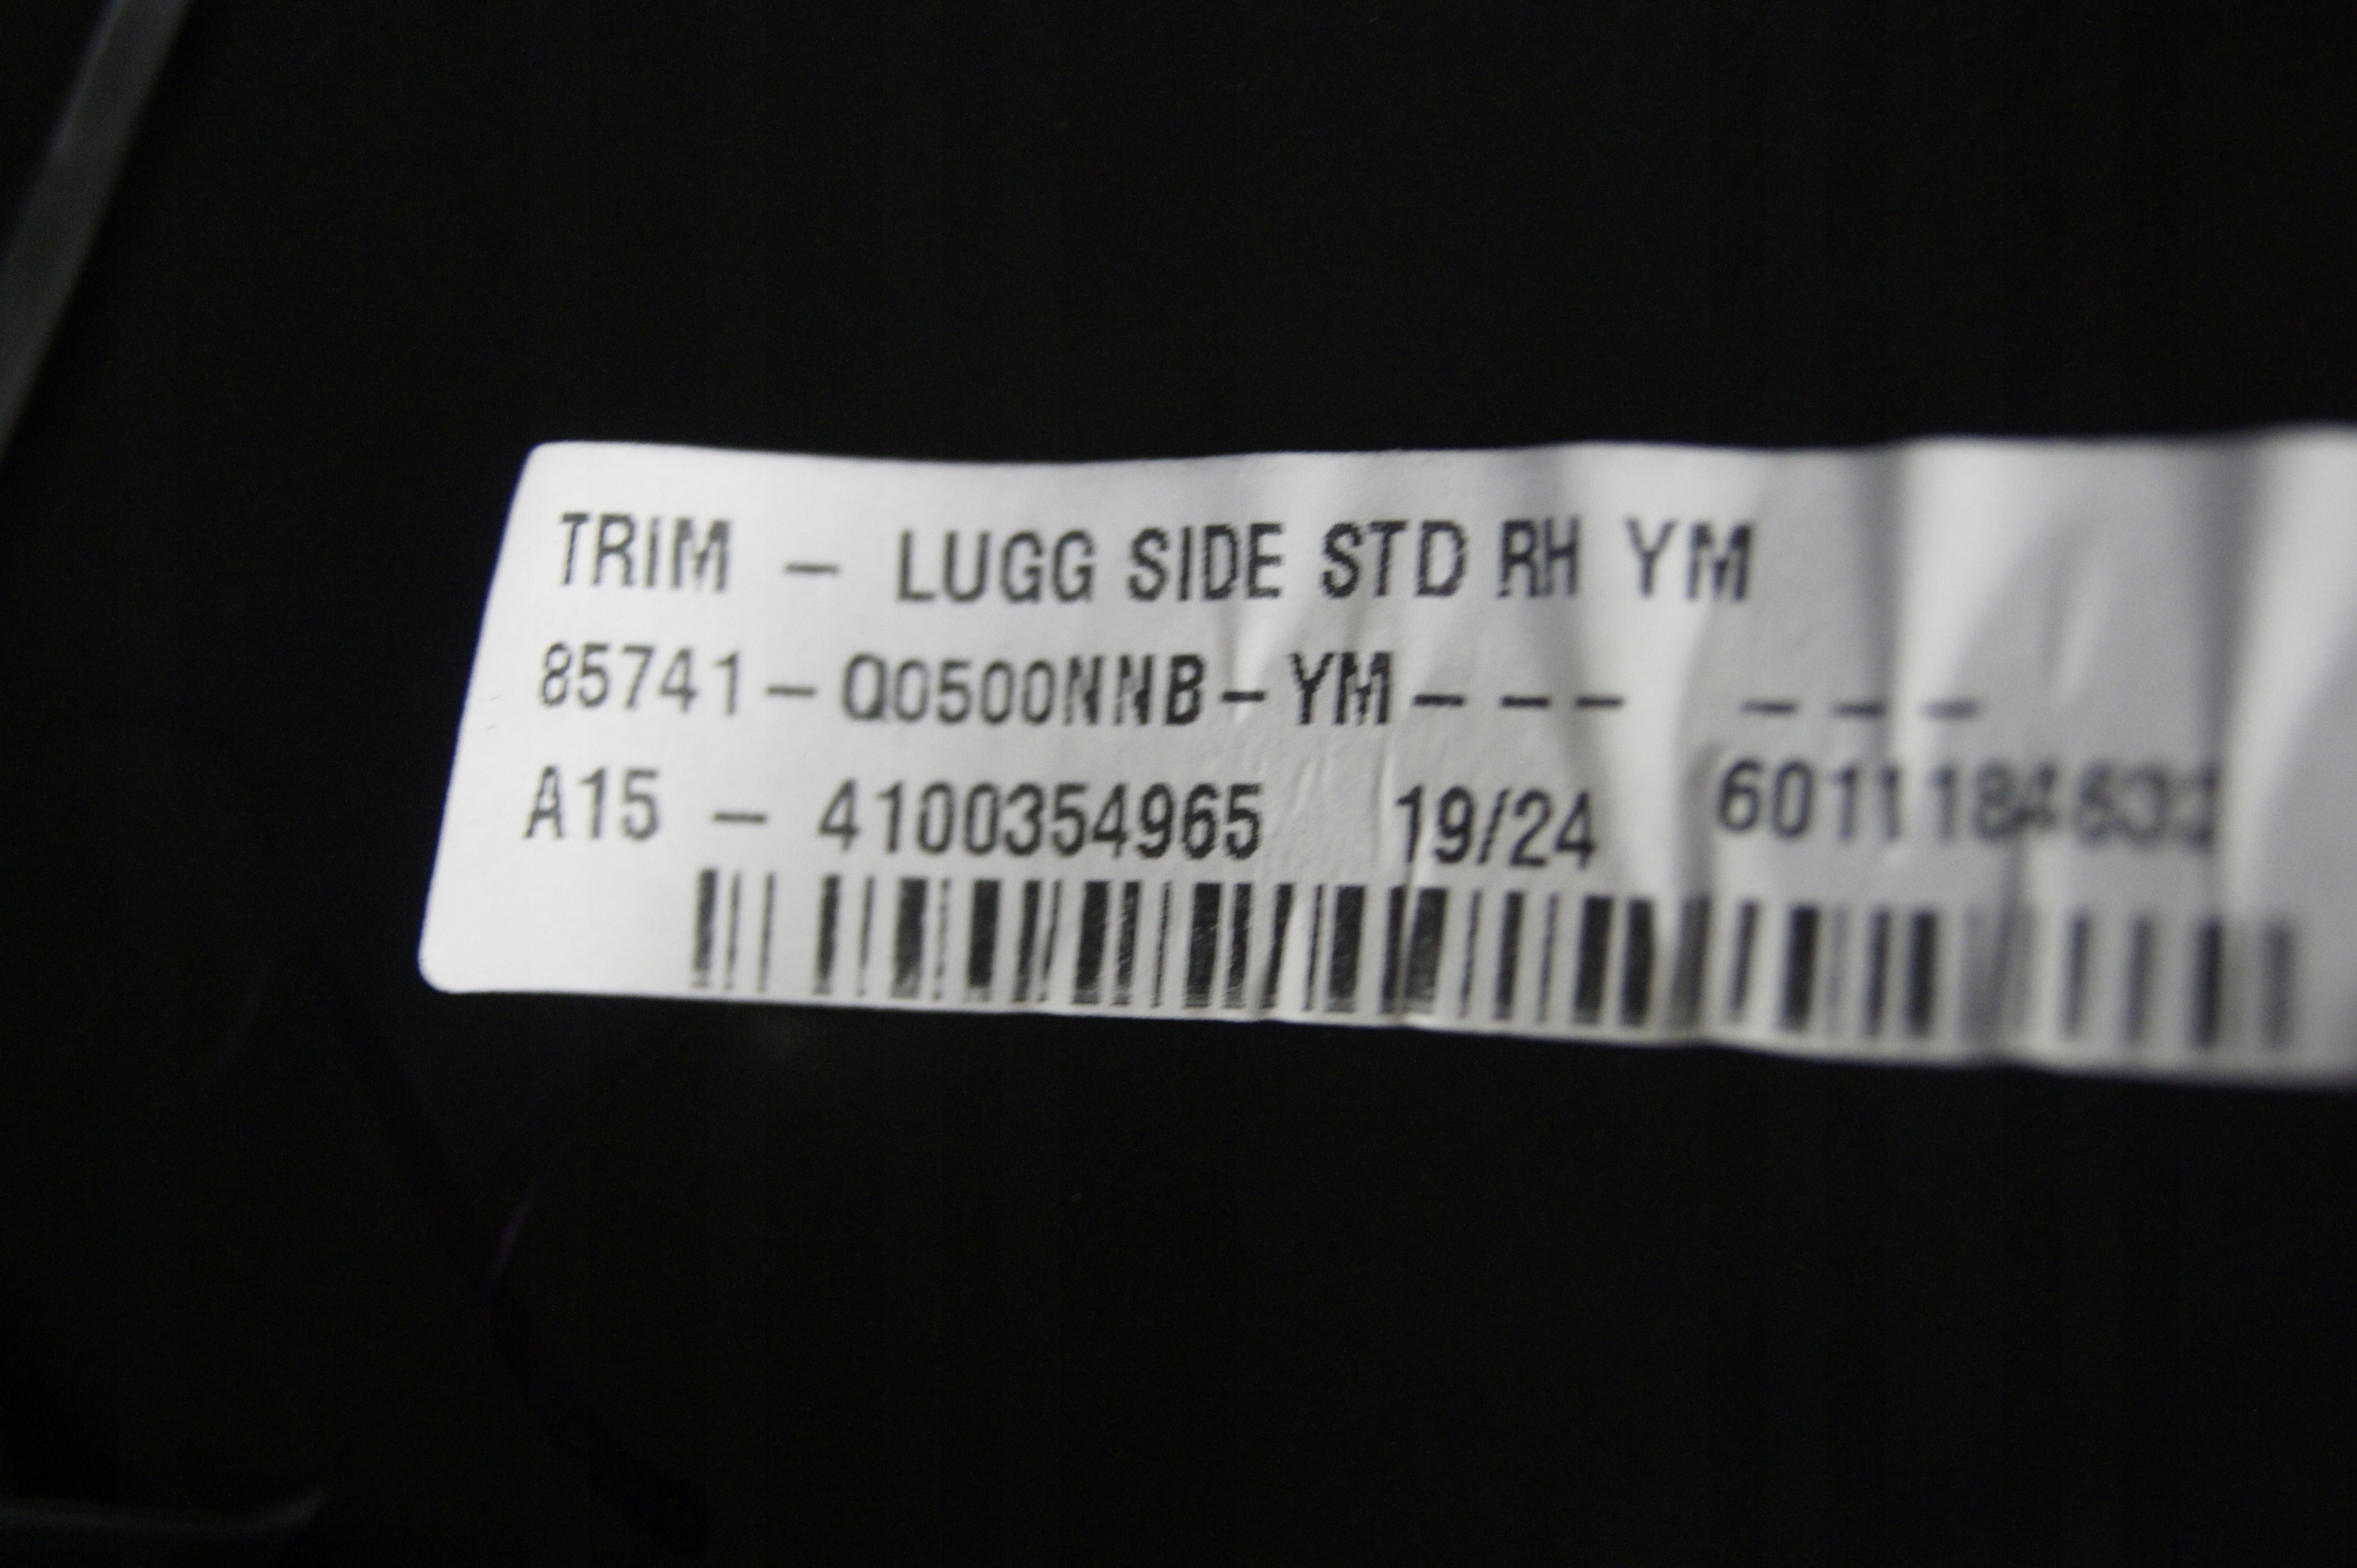 TRIM - LUGG SIDE STD RH YM
85741-Q0500NNB-YM--- ---
A15 - 4100354965 19/24